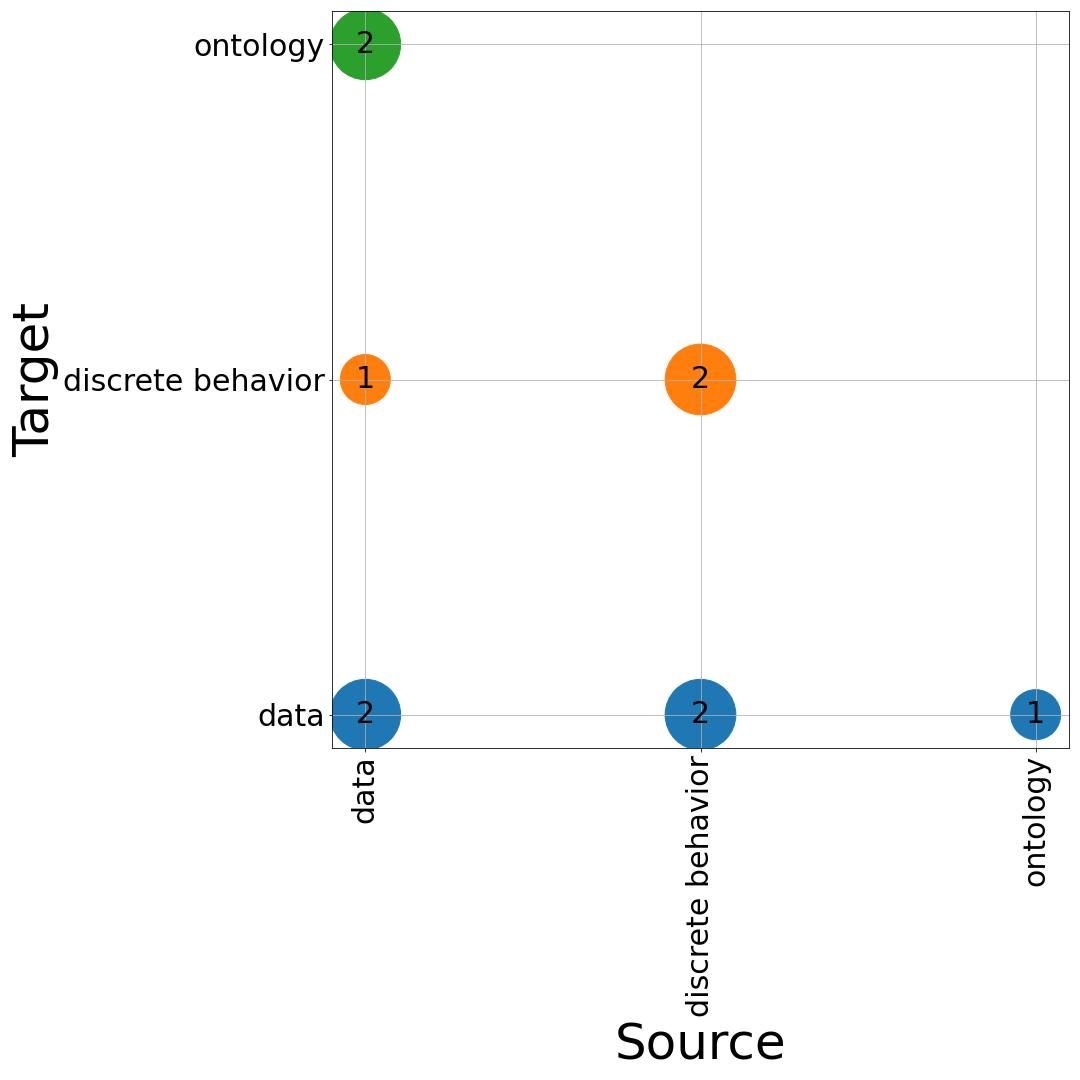 ontology
2
Target
discrete behavior
1
2
data
2
2
1
data
discrete behavior
ontology
Source